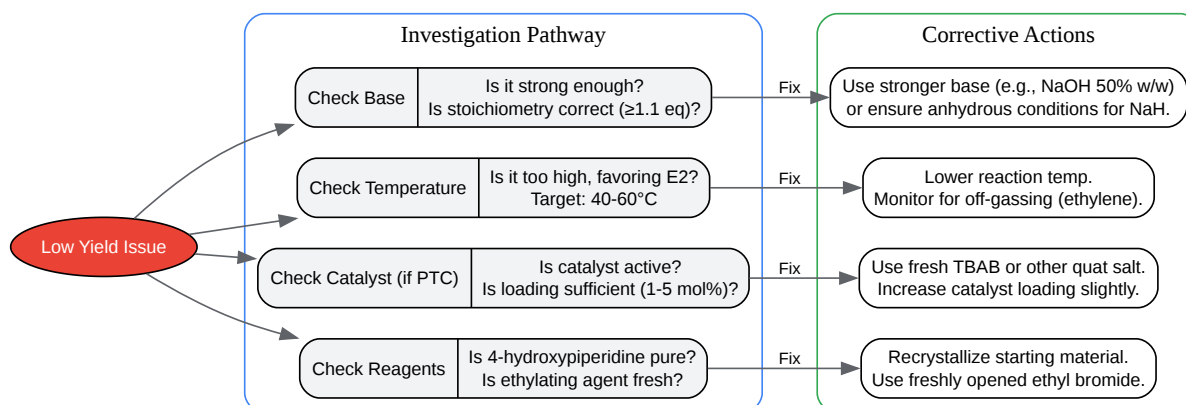 Investigation Pathway
Corrective Actions
Low Yield Issue
Check Base
Is it strong enough?
Is stoichiometry correct (≥1.1 eq)?
Fix
Use stronger base (e.g., NaOH 50% w/w)
or ensure anhydrous conditions for NaH.
Check Temperature
Is it too high, favoring E2?
Target: 40-60°C
Fix
Lower reaction temp.
Monitor for off-gassing (ethylene).
Check Catalyst (if PTC)
Is catalyst active?
Is loading sufficient (1-5 mol%)?
Fix
Use fresh TBAB or other quat salt.
Increase catalyst loading slightly.
Check Reagents
Is 4-hydroxypiperidine pure?
Is ethylating agent fresh?
Fix
Recrystallize starting material.
Use freshly opened ethyl bromide.